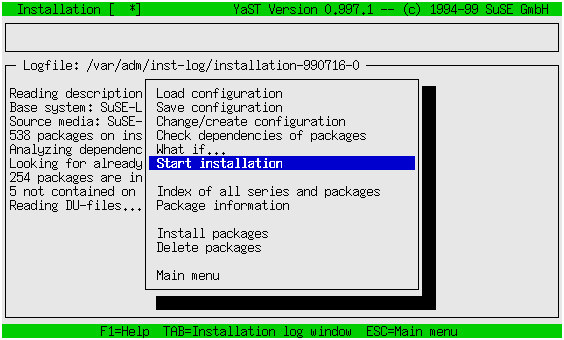 Installation [  *]     YaST Version 0.997.1 -- (c) 1994-99 SuSE GmbH
Logfile: /var/adm/inst-log/installation-990716-0
Reading description
Base system: SuSE-L
Source media: SuSE-
538 packages on ins
Analyzing dependenc
Looking for already
254 packages are in
5 not contained on
Reading DU-files...
Load configuration
Save configuration
Change/create configuration
Check dependencies of packages
What if...
Start installation
Index of all series and packages
Package information
Install packages
Delete packages
Main menu
F1=Help  TAB=Installation log window  ESC=Main menu